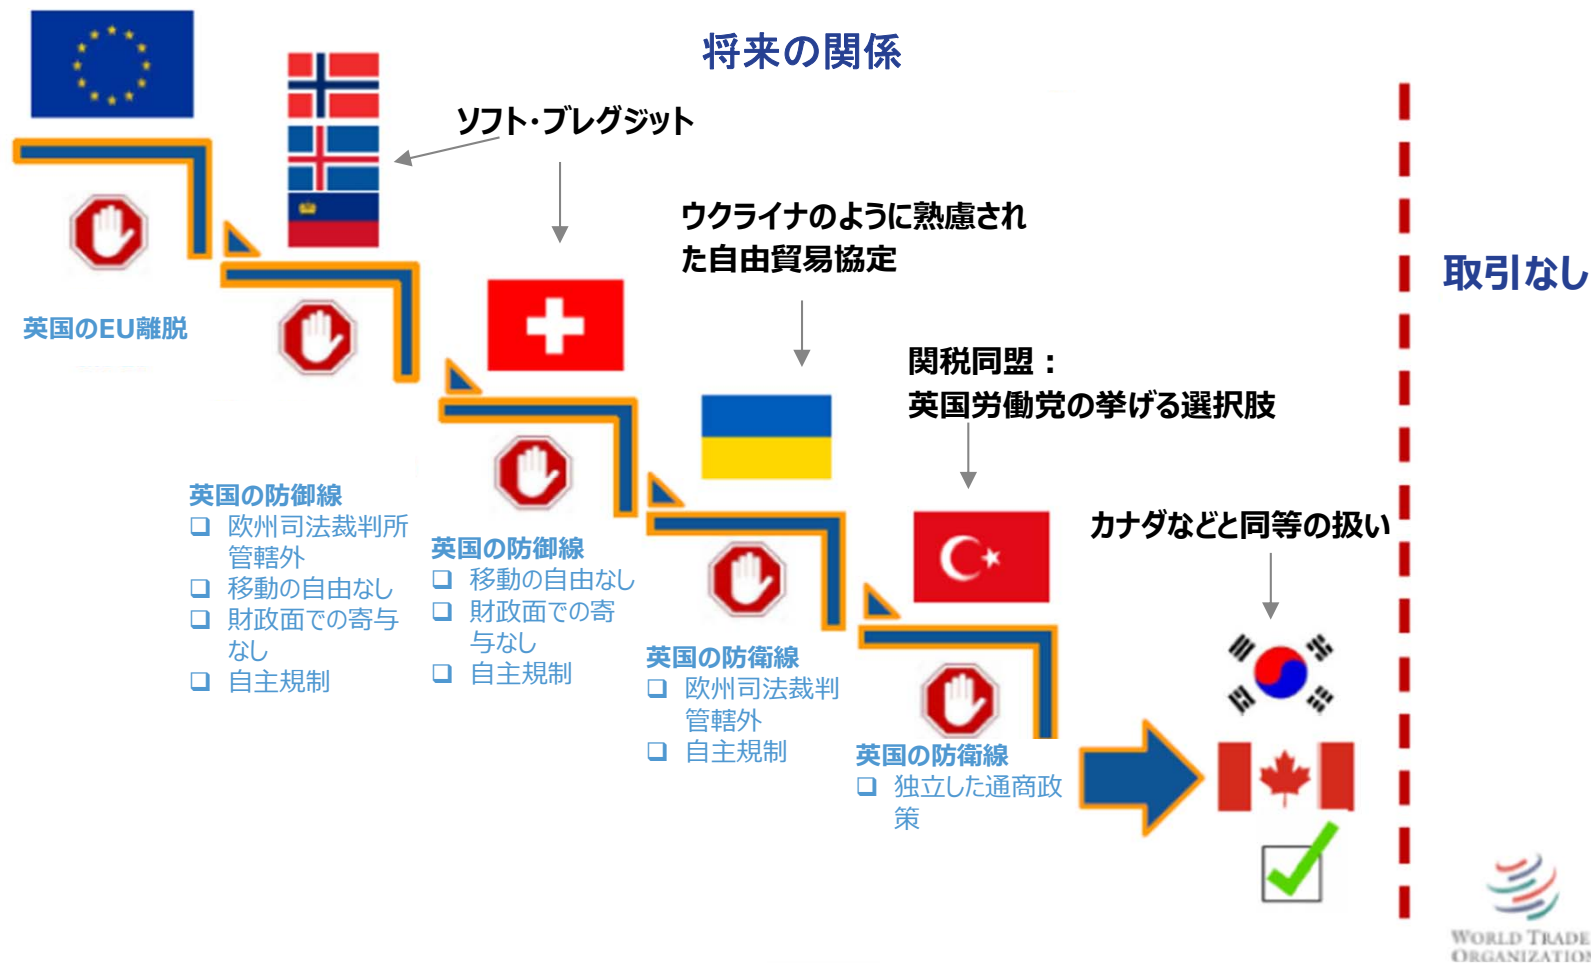 将来の関係
ソフト・ブレグジット
ウクライナのように熟慮され
た自由貿易協定
取引なし
英国のEU離脱
関税同盟：
英国労働党の挙げる選択肢
カナダなどと同等の扱い
英国の防御線
❑ 欧州司法裁判所
管轄外
❑ 移動の自由なし
❑ 財政面での寄与
なし
❑ 自主規制
英国の防御線
❑ 移動の自由なし
❑ 財政面での寄
与なし
❑ 自主規制
英国の防衛線
❑ 欧州司法裁判
管轄外
❑ 自主規制
英国の防衛線
❑ 独立した通商政
策
WORLD TRADE
ORGANIZATION